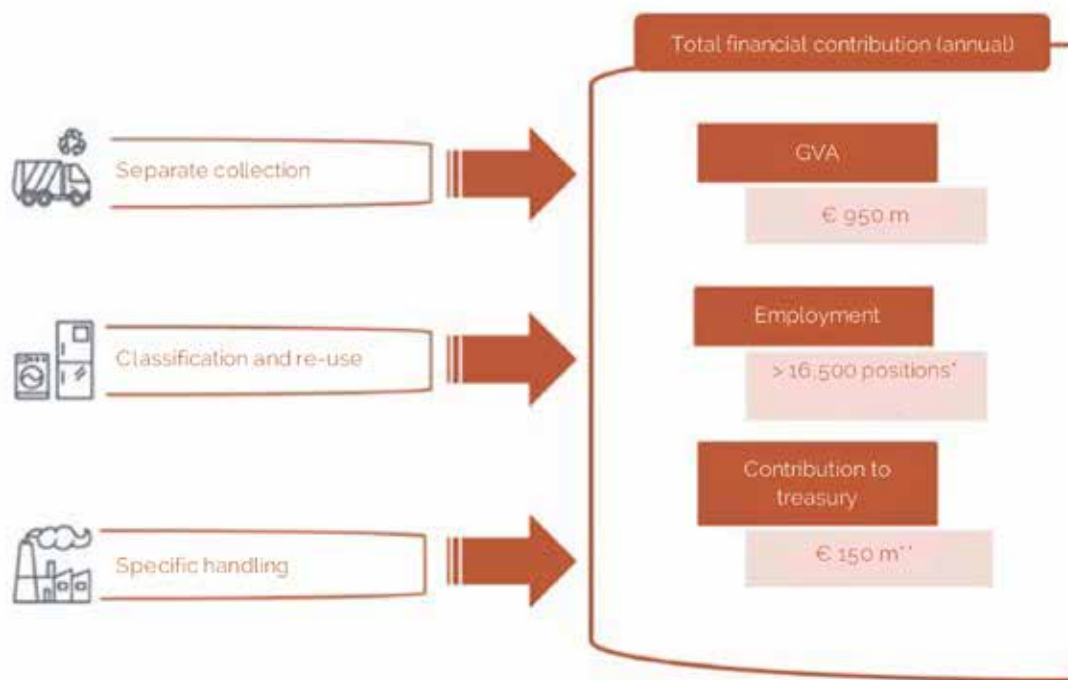 Total financial contribution (annual)
Separate collection
GVA
€ 950 m
Classification and re-use
Employment
> 16,500 positions*
Contribution to
treasury
Specific handling
€ 150 m**